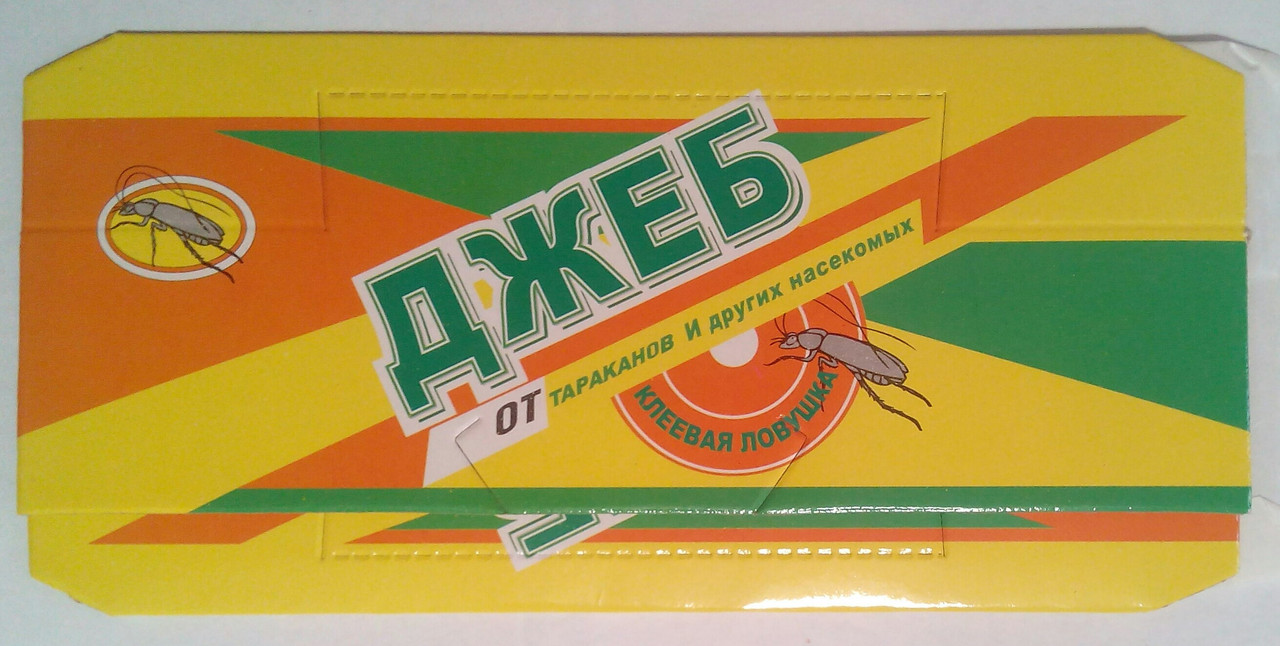 ДЖЕБ
ОТ ТАРАКАНОВ И других насекомых
КЛЕЕВАЯ ЛОВУШКА